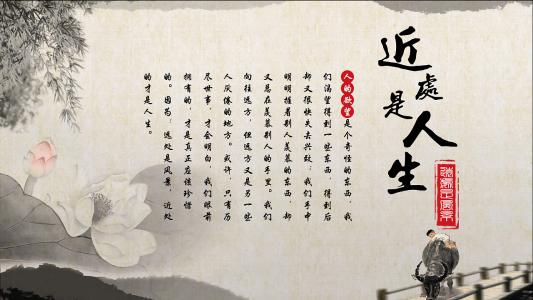 近處是人生
人的欲望是个奇怪的东西，我
们渴望得到一些东西，得到后
却又很快失去兴致；我们手中
明明握着别人羡慕的东西，却
又总在羡慕别人的手里。我们
向往远方，但远方又是另一些
人厌倦的地方。或许，只有历
尽世事，才会明白，我们眼前
拥有的，才是真正应该珍惜
的。因为：远处是风景，近处
的才是人生。